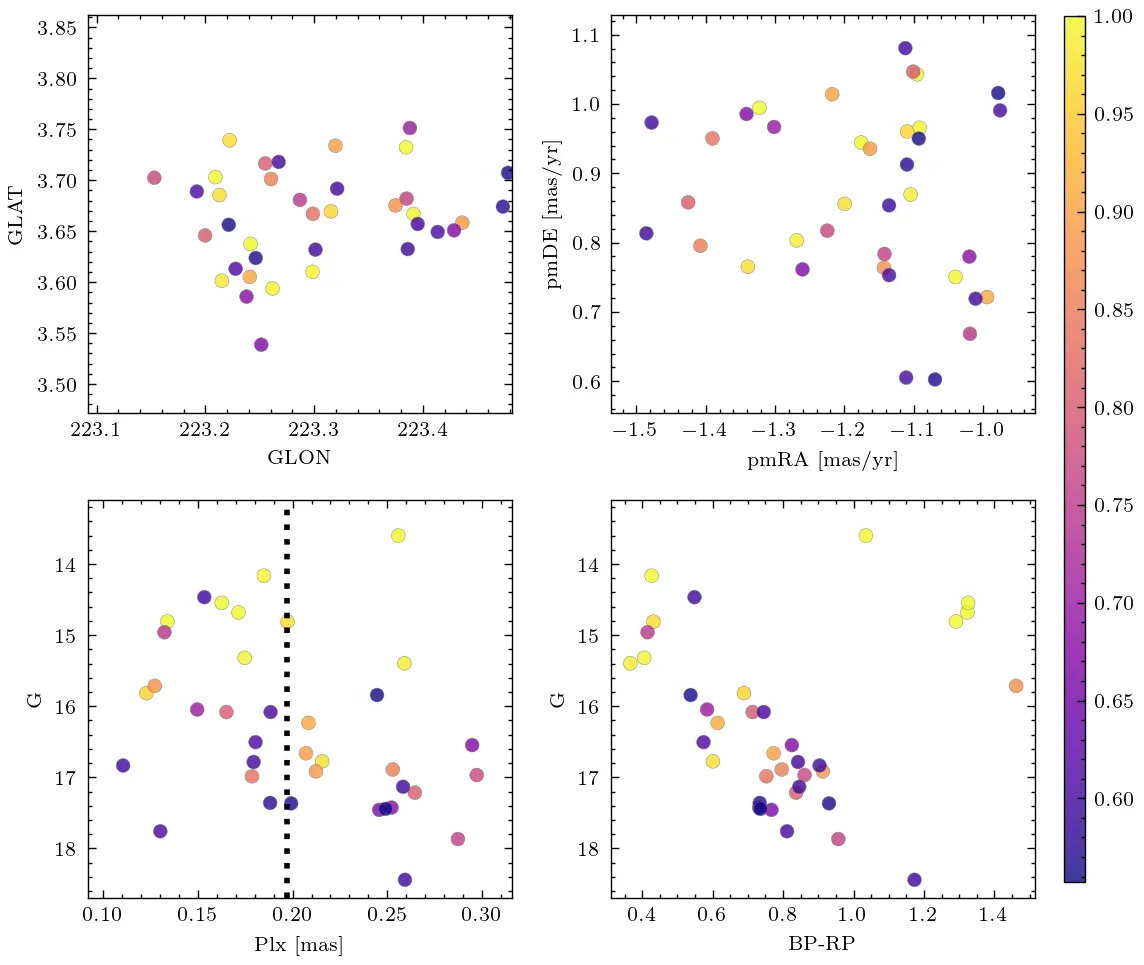 3.85
3.80
3.75
3.70
3.65
3.60
3.55
3.50
GLAT
223.1 223.2 223.3 223.4
GLON
1.1
1.0
0.9
0.8
0.7
0.6
pmDE [mas/yr]
−1.5 −1.4 −1.3 −1.2 −1.1 −1.0
pmRA [mas/yr]
14
15
16
17
18
G
0.10 0.15 0.20 0.25 0.30
Plx [mas]
14
15
16
17
18
G
0.4 0.6 0.8 1.0 1.2 1.4
BP-RP
1.00
0.95
0.90
0.85
0.80
0.75
0.70
0.65
0.60